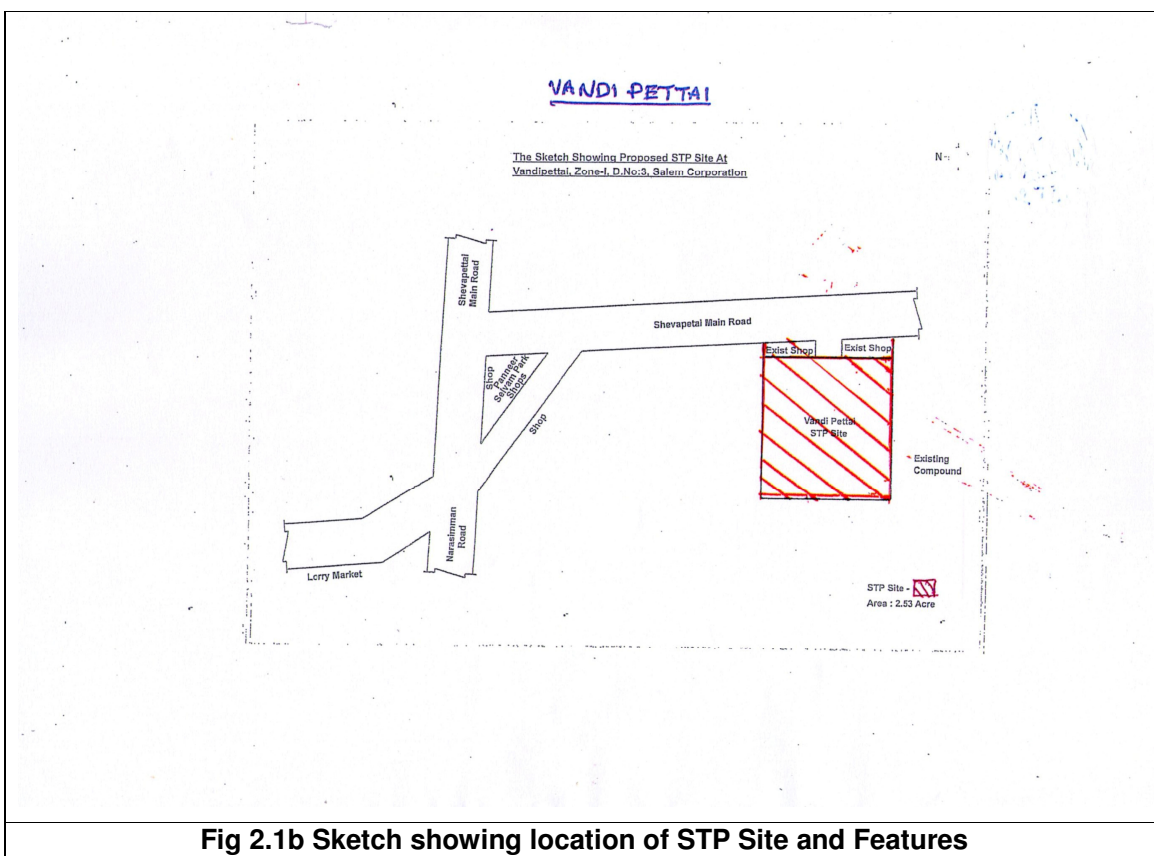 VANDI PETTAI
The Sketch Showing Proposed STP Site At
Vandipettai, Zone-I, D.No:3, Salem Corporation
N
Shevapettai
Main Road
Shevapetai Main Road
Exist Shop
Exist Shop
Shop
Panneer
Selvam Park
Shops
Shop
Vandi Pettai
STP Site
Existing
Compound
Narasimman
Road
Lorry Market
STP Site -
Area : 2.53 Acre
Fig 2.1b Sketch showing location of STP Site and Features